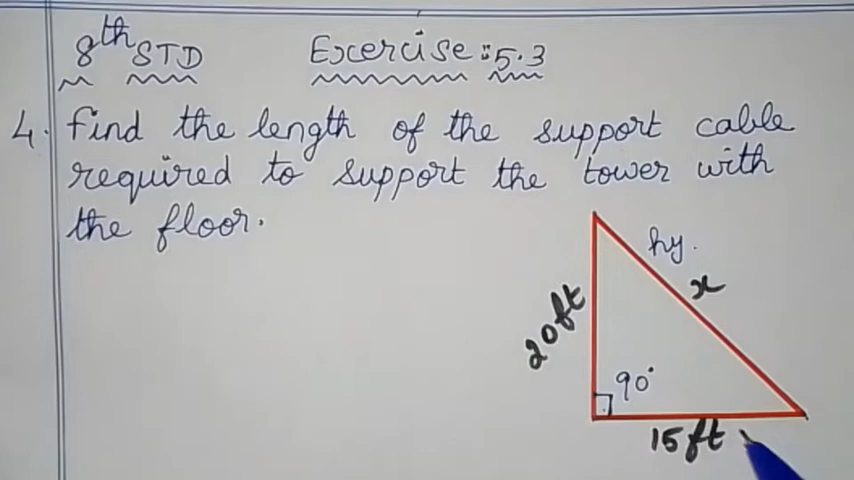 8th STD Exercise:5.3
4. find the length of the support cable
required to support the tower with
the floor.
hy.
x
20ft
90°
15ft